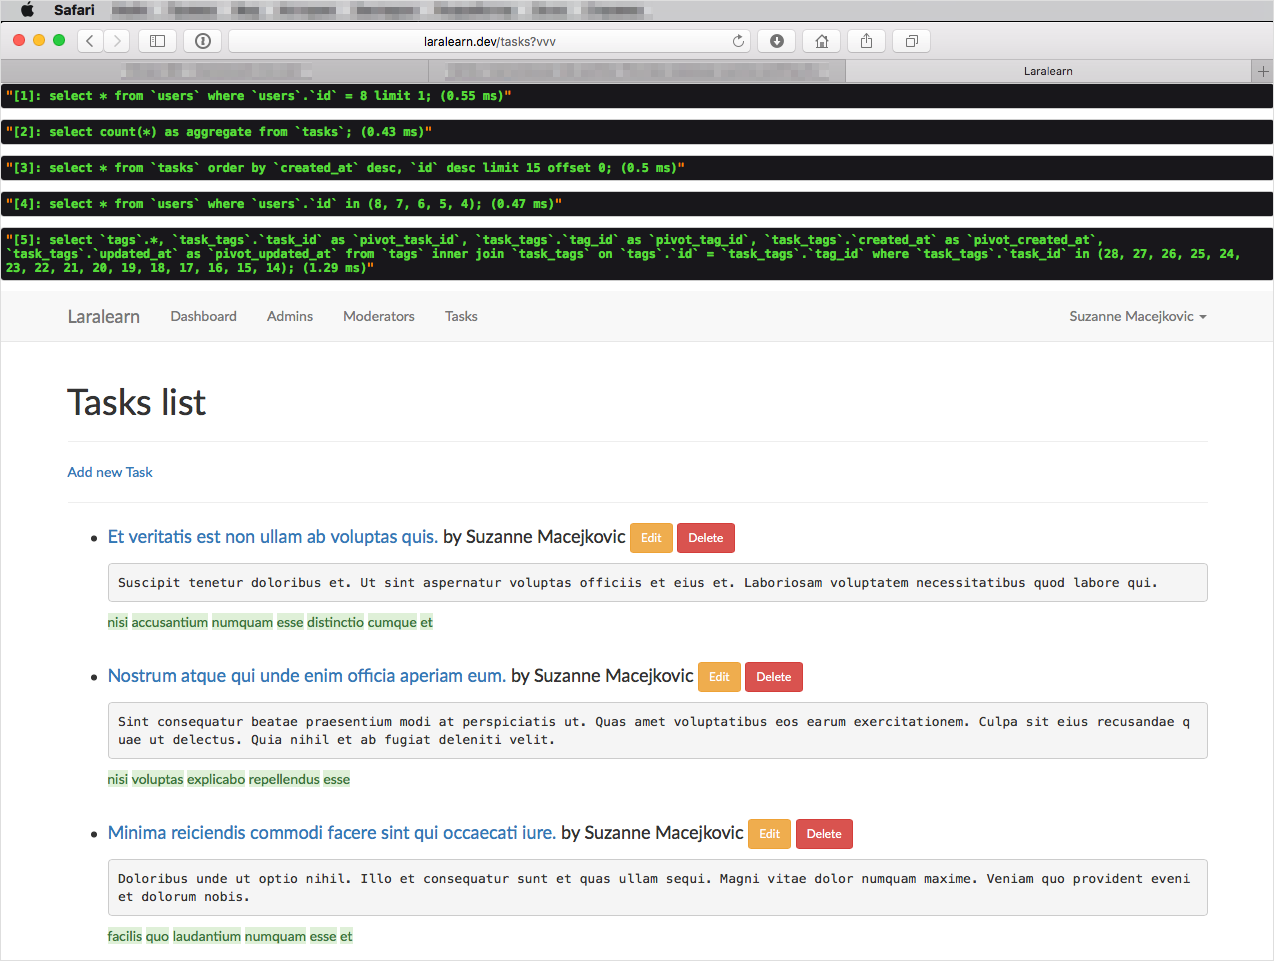 Safari
laralearn.dev/tasks?vvv
Laralearn
"[1]: select * from `users` where `users`.`id` = 8 limit 1; (0.55 ms)"
"[2]: select count(*) as aggregate from `tasks`; (0.43 ms)"
"[3]: select * from `tasks` order by `created_at` desc, `id` desc limit 15 offset 0; (0.5 ms)"
"[4]: select * from `users` where `users`.`id` in (8, 7, 6, 5, 4); (0.47 ms)"
"[5]: select `tags`.*, `task_tags`.`task_id` as `pivot_task_id`, `task_tags`.`tag_id` as `pivot_tag_id`, `task_tags`.`created_at` as `pivot_created_at`,
`task_tags`.`updated_at` as `pivot_updated_at` from `tags` inner join `task_tags` on `tags`.`id` = `task_tags`.`tag_id` where `task_tags`.`task_id` in (28, 27, 26, 25, 24,
23, 22, 21, 20, 19, 18, 17, 16, 15, 14); (1.29 ms)"
Laralearn Dashboard Admins Moderators Tasks Suzanne Macejkovic
Tasks list
Add new Task
Et veritatis est non ullam ab voluptas quis. by Suzanne Macejkovic Edit Delete
Suscipit tenetur doloribus et. Ut sint aspernatur voluptas officiis et eius et. Laboriosam voluptatem necessitatibus quod labore qui.
nisi accusantium numquam esse distinctio cumque et
Nostrum atque qui unde enim officia aperiam eum. by Suzanne Macejkovic Edit Delete
Sint consequatur beatae praesentium modi at perspiciatis ut. Quas amet voluptatibus eos earum exercitationem. Culpa sit eius recusandae q
uae ut delectus. Quia nihil et ab fugiat deleniti velit.
nisi voluptas explicabo repellendus esse
Minima reiciendis commodi facere sint qui occaecati iure. by Suzanne Macejkovic Edit Delete
Doloribus unde ut optio nihil. Illo et consequatur sunt et quas ullam sequi. Magni vitae dolor numquam maxime. Veniam quo provident eveni
et dolorum nobis.
facilis quo laudantium numquam esse et